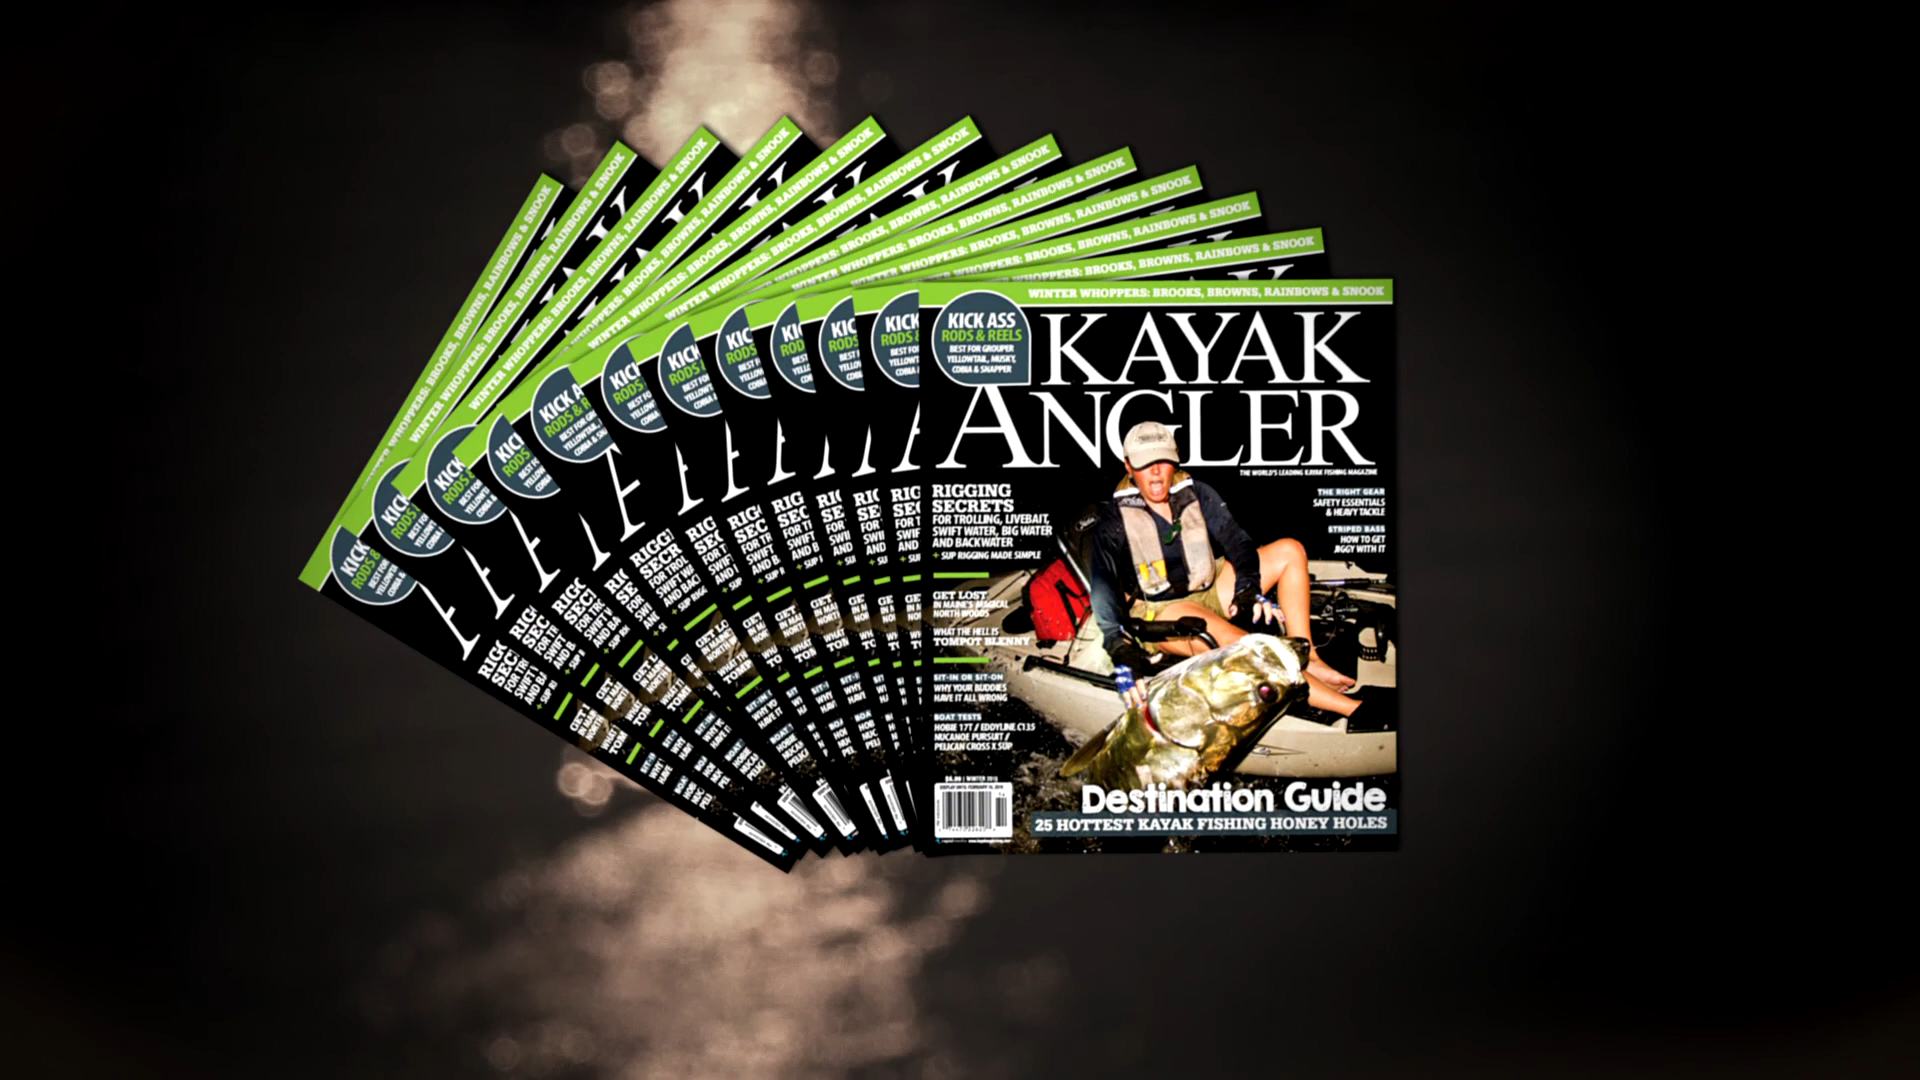 WINTER WHOPPERS: BROOKS, BROWNS, RAINBOWS & SNOOK
KICK ASS
RODS & REELS
BEST FOR GROUPER
YELLOWTAIL, MUSKY,
COBIA & SNAPPER
KAYAK
ANGLER
THE WORLD'S LEADING KAYAK FISHING MAGAZINE
RIGGING
SECRETS
FOR TROLLING, LIVEBAIT,
SWIFT WATER, BIG WATER
AND BACKWATER
+ SUP RIGGING MADE SIMPLE
GET LOST
IN MAINE'S MAGICAL
NORTH WOODS
WHAT THE HELL IS
TOMPOT BLENNY
SIT-IN OR SIT-ON
WHY YOUR BUDDIES
HAVE IT ALL WRONG
BOAT TESTS
HOBIE 17T / EDDYLINE C135
NUCANOE PURSUIT /
PELICAN CROSS X SUP
THE RIGHT GEAR
SAFETY ESSENTIALS
& HEAVY TACKLE
STRIPED BASS
HOW TO GET
JIGGY WITH IT
Destination Guide
25 HOTTEST KAYAK FISHING HONEY HOLES